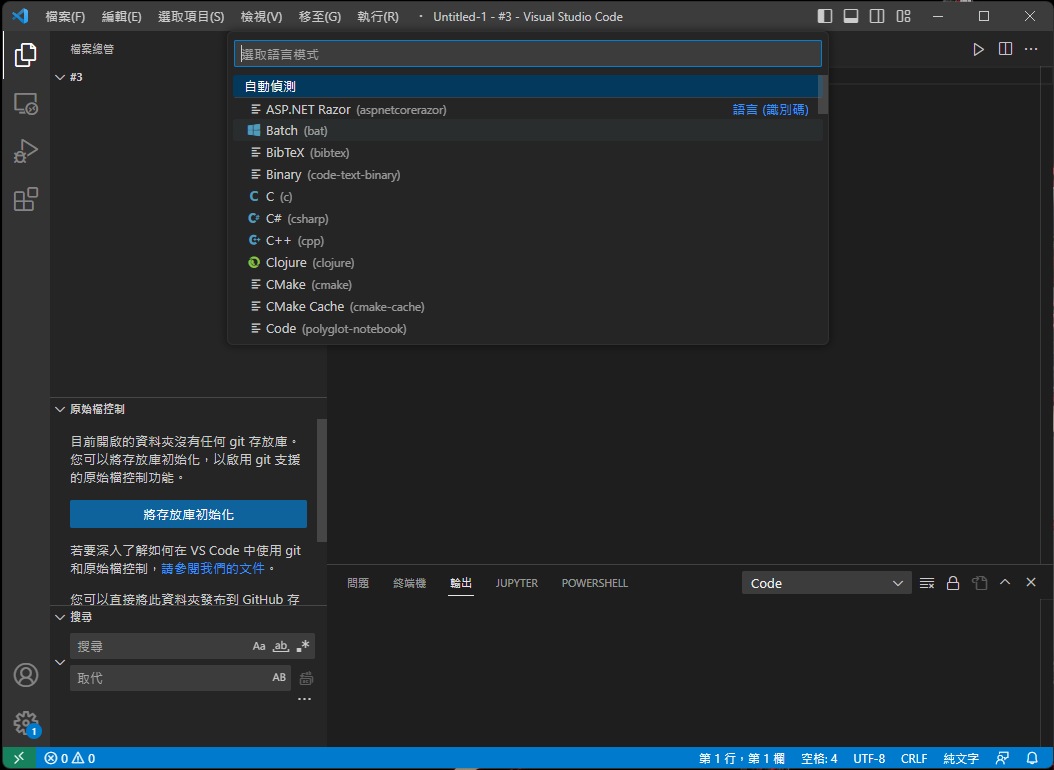 檔案(F) 編輯(E) 選取項目(S) 檢視(V) 移至(G) 執行(R) • Untitled-1 - #3 - Visual Studio Code
檔案總管
#3
選取語言模式
自動偵測
ASP.NET Razor (aspnetcorerazor) 語言 (識別碼)
Batch (bat)
BibTeX (bibtex)
Binary (code-text-binary)
C (c)
C# (csharp)
C++ (cpp)
Clojure (clojure)
CMake (cmake)
CMake Cache (cmake-cache)
Code (polyglot-notebook)
原始檔控制
目前開啟的資料夾沒有任何 git 存放庫。
您可以將存放庫初始化，以啟用 git 支援
的原始檔控制功能。
將存放庫初始化
若要深入了解如何在 VS Code 中使用 git
和原始檔控制，請參閱我們的文件。
您可以直接將此資料夾發布到 GitHub 存
搜尋
搜尋 Aa ab .*
取代 AB
問題 終端機 輸出 JUPYTER POWERSHELL Code
1
0 0 第 1 行，第 1 欄 空格: 4 UTF-8 CRLF 純文字